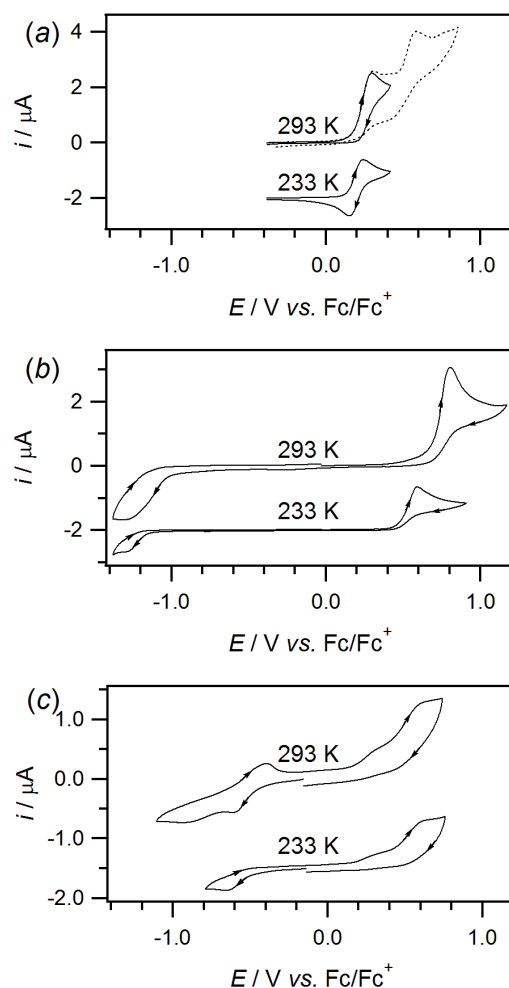 (a)
4
2
0
-2
i / µA
293 K
233 K
-1.0
0.0
1.0
E / V vs. Fc/Fc+
(b)
2
0
-2
i / µA
293 K
233 K
-1.0
0.0
1.0
E / V vs. Fc/Fc+
(c)
1.0
0.0
-1.0
-2.0
i / µA
293 K
233 K
-1.0
0.0
1.0
E / V vs. Fc/Fc+